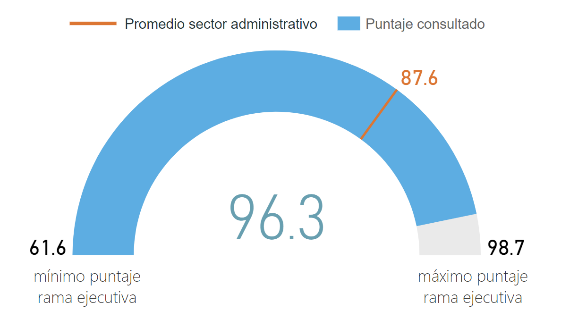 Promedio sector administrativo
Puntaje consultado
87.6
96.3
61.6
mínimo puntaje
rama ejecutiva
98.7
máximo puntaje
rama ejecutiva